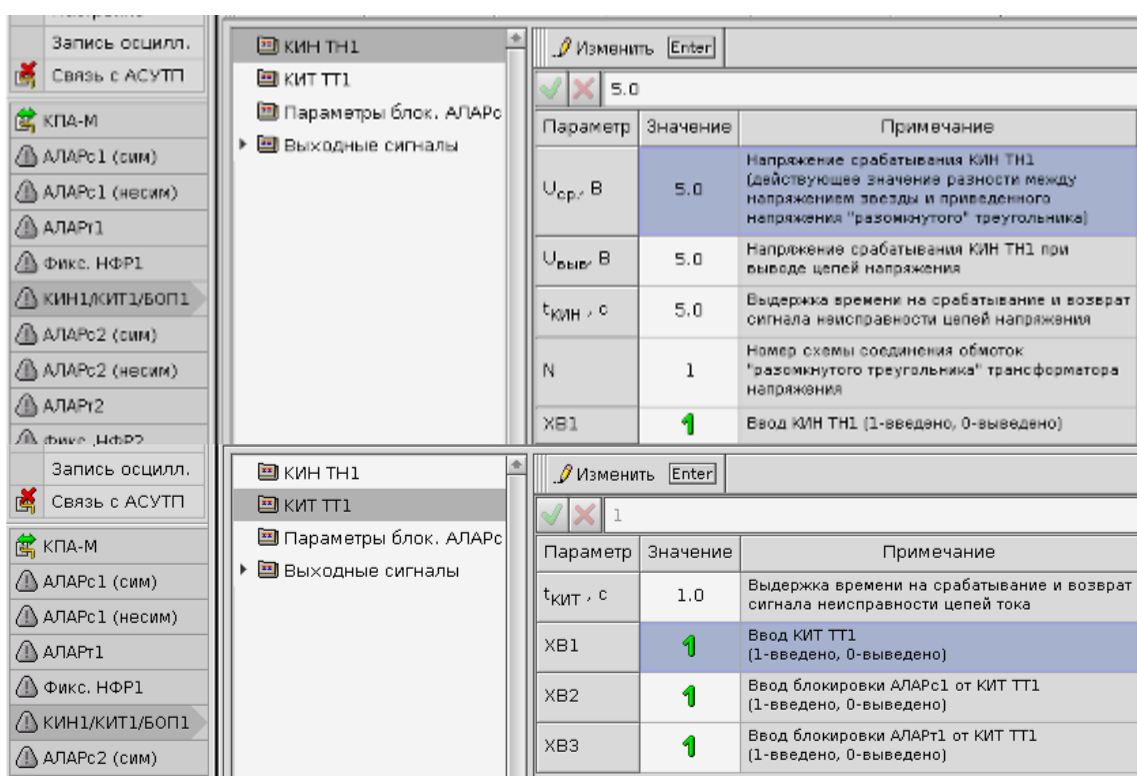 Запись осцилл.
Связь с АСУТП
КПА-М
АЛАРс1 (сим)
АЛАРс1 (несим)
АЛАРт1
Фикс. НФР1
КИН1/КИТ1/БОП1
АЛАРс2 (сим)
АЛАРс2 (несим)
АЛАРт2
Фикс .НФР2
КИН ТН1
КИТ ТТ1
Параметры блок. АЛАРс
Выходные сигналы
Изменить Enter
5.0
Параметр Значение Примечание
Uср, В 5.0 Напряжение срабатывания КИН ТН1
(действующее значение разности между
напряжением звезды и приведенного
напряжения "разомкнутого" треугольника)
Uвыв, В 5.0 Напряжение срабатывания КИН ТН1 при
выводе цепей напряжения
tКИН , с 5.0 Выдержка времени на срабатывание и возврат
сигнала неисправности цепей напряжения
N 1 Номер схемы соединения обмоток
"разомкнутого треугольника" трансформатора
напряжения
XB1 1 Ввод КИН ТН1 (1-введено, 0-выведено)
Запись осцилл.
Связь с АСУТП
КПА-М
АЛАРс1 (сим)
АЛАРс1 (несим)
АЛАРт1
Фикс. НФР1
КИН1/КИТ1/БОП1
АЛАРс2 (сим)
КИН ТН1
КИТ ТТ1
Параметры блок. АЛАРс
Выходные сигналы
Изменить Enter
1
Параметр Значение Примечание
tКИТ , с 1.0 Выдержка времени на срабатывание и возврат
сигнала неисправности цепей тока
XB1 1 Ввод КИТ ТТ1
(1-введено, 0-выведено)
XB2 1 Ввод блокировки АЛАРс1 от КИТ ТТ1
(1-введено, 0-выведено)
XB3 1 Ввод блокировки АЛАРт1 от КИТ ТТ1
(1-введено, 0-выведено)